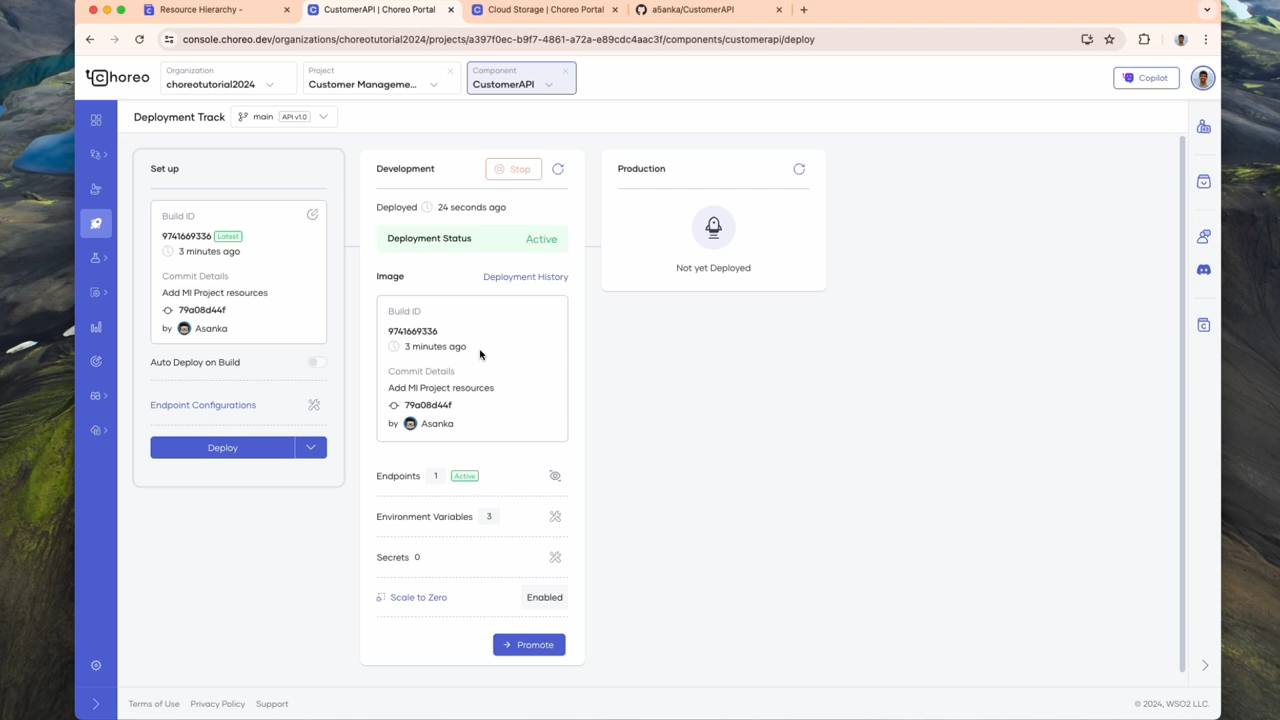 Resource Hierarchy -
CustomerAPI | Choreo Portal
Cloud Storage | Choreo Portal
a5anka/CustomerAPI
console.choreo.dev/organizations/choreotutorial2024/projects/a397f0ec-b9f7-4861-a72a-e89cdc4aac3f/components/customerapi/deploy
Choreo
Organization
choreotutorial2024
Project
Customer Manageme...
Component
CustomerAPI
Copilot
Deployment Track
main
API v1.0
Set up
Build ID
9741669336 Latest
3 minutes ago
Commit Details
Add MI Project resources
79a08d44f
by Asanka
Auto Deploy on Build
Endpoint Configurations
Deploy
Development
Stop
Deployed 24 seconds ago
Deployment Status Active
Image Deployment History
Build ID
9741669336
3 minutes ago
Commit Details
Add MI Project resources
79a08d44f
by Asanka
Endpoints 1 Active
Environment Variables 3
Secrets 0
Scale to Zero Enabled
Promote
Production
Not yet Deployed
Terms of Use Privacy Policy Support
© 2024, WSO2 LLC.